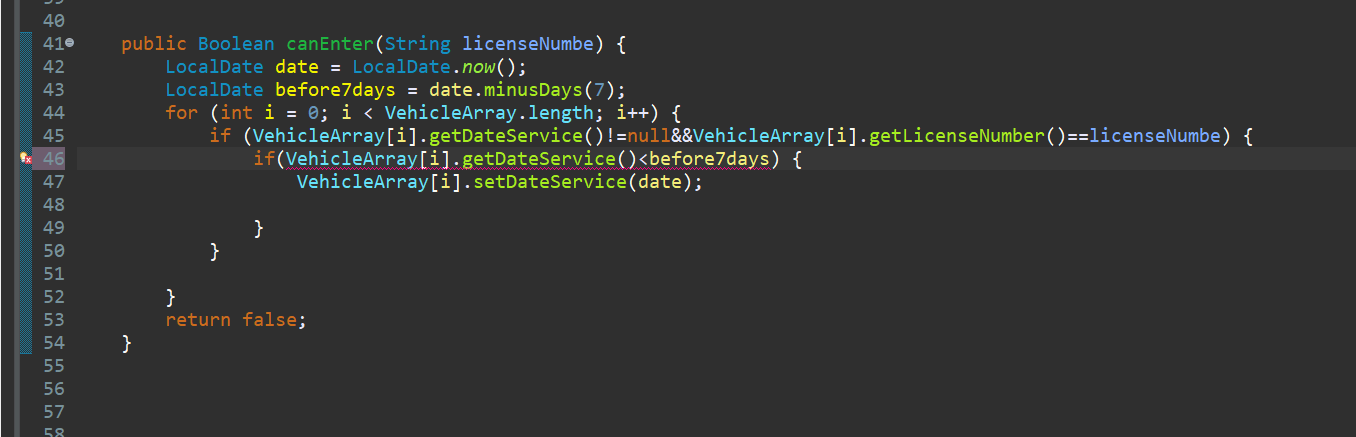 40
41 public Boolean canEnter(String licenseNumbe) {
42 LocalDate date = LocalDate.now();
43 LocalDate before7days = date.minusDays(7);
44 for (int i = 0; i < VehicleArray.length; i++) {
45 if (VehicleArray[i].getDateService()!=null&&VehicleArray[i].getLicenseNumber()==licenseNumbe) {
46 if(VehicleArray[i].getDateService()<before7days) {
47 VehicleArray[i].setDateService(date);
48
49 }
50 }
51
52 }
53 return false;
54 }
55
56
57
58